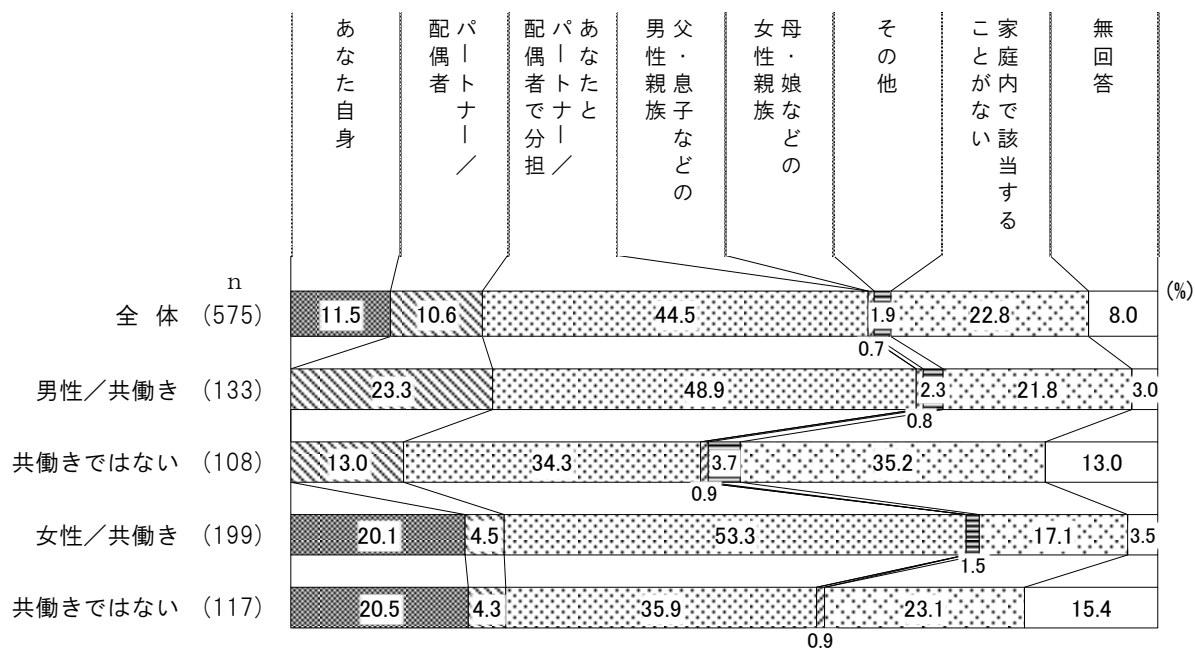 あなた自身
パートナー／
配偶者
あなたと
パートナー／
配偶者で分担
父・息子などの
男性親族
母・娘などの
女性親族
その他
家庭内で該当する
ことがない
無回答
n
(%)
全 体 (575) 11.5 10.6 44.5 1.9 22.8 8.0
0.7
男性／共働き (133) 23.3 48.9 2.3 21.8 3.0
0.8
共働きではない (108) 13.0 34.3 3.7 35.2 13.0
0.9
女性／共働き (199) 20.1 4.5 53.3 17.1 3.5
1.5
共働きではない (117) 20.5 4.3 35.9 23.1 15.4
0.9